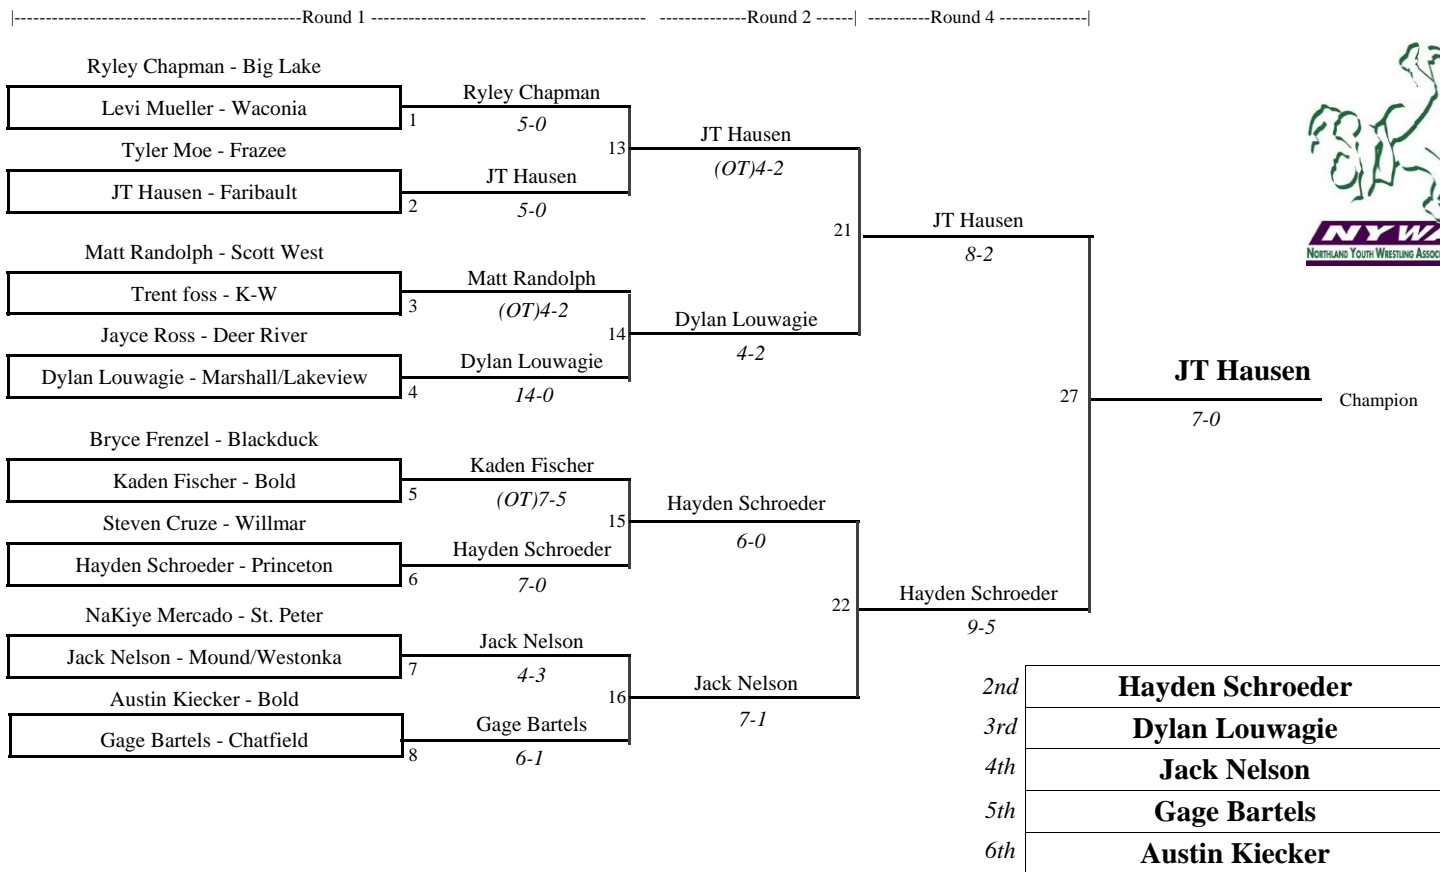 |--------------------------------------------------Round 1 ------------------------------------------------ ---------------Round 2 ------| ----------Round 4 --------------|
Ryley Chapman - Big Lake
Levi Mueller - Waconia
1
Tyler Moe - Frazee
JT Hausen - Faribault
2
Matt Randolph - Scott West
Trent foss - K-W
3
Jayce Ross - Deer River
Dylan Louwagie - Marshall/Lakeview
4
Bryce Frenzel - Blackduck
Kaden Fischer - Bold
5
Steven Cruze - Willmar
Hayden Schroeder - Princeton
6
NaKiye Mercado - St. Peter
Jack Nelson - Mound/Westonka
7
Austin Kiecker - Bold
Gage Bartels - Chatfield
8
Ryley Chapman
5-0
13
JT Hausen
5-0
Matt Randolph
(OT)4-2
14
Dylan Louwagie
14-0
Kaden Fischer
(OT)7-5
15
Hayden Schroeder
7-0
Jack Nelson
4-3
16
Gage Bartels
6-1
JT Hausen
(OT)4-2
21
Dylan Louwagie
4-2
Hayden Schroeder
6-0
22
Jack Nelson
7-1
JT Hausen
8-2
27
Hayden Schroeder
9-5
JT Hausen
Champion
7-0
NYWA
NORTHLAND YOUTH WRESTLING
2nd Hayden Schroeder
3rd Dylan Louwagie
4th Jack Nelson
5th Gage Bartels
6th Austin Kiecker